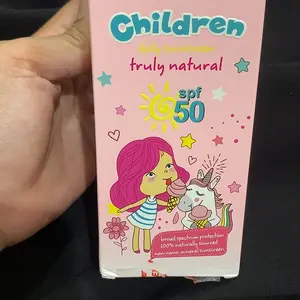 Children
truly natural
spf
50
broad spectrum protection
100% naturally sourced
non-nano, mineral sunscreen